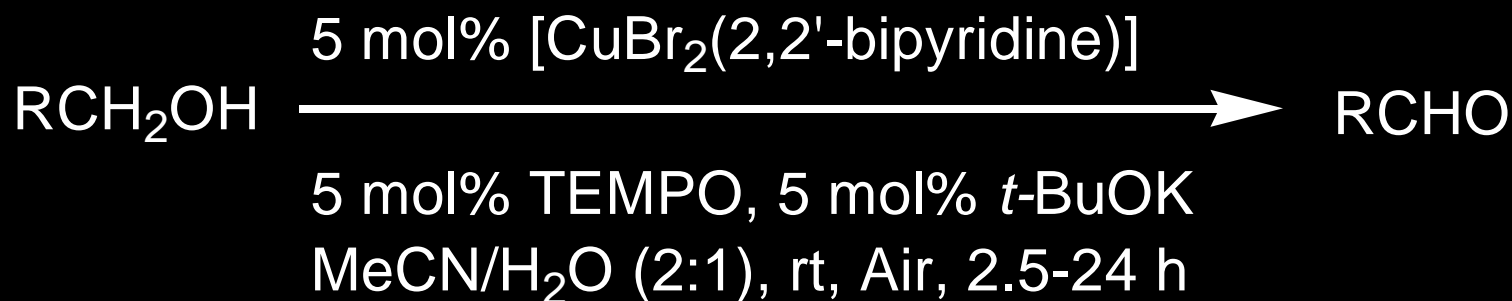 5 mol% [CuBr₂(2,2'-bipyridine)]
RCH₂OH RCHO
5 mol% TEMPO, 5 mol% t-BuOK
MeCN/H₂O (2:1), rt, Air, 2.5-24 h